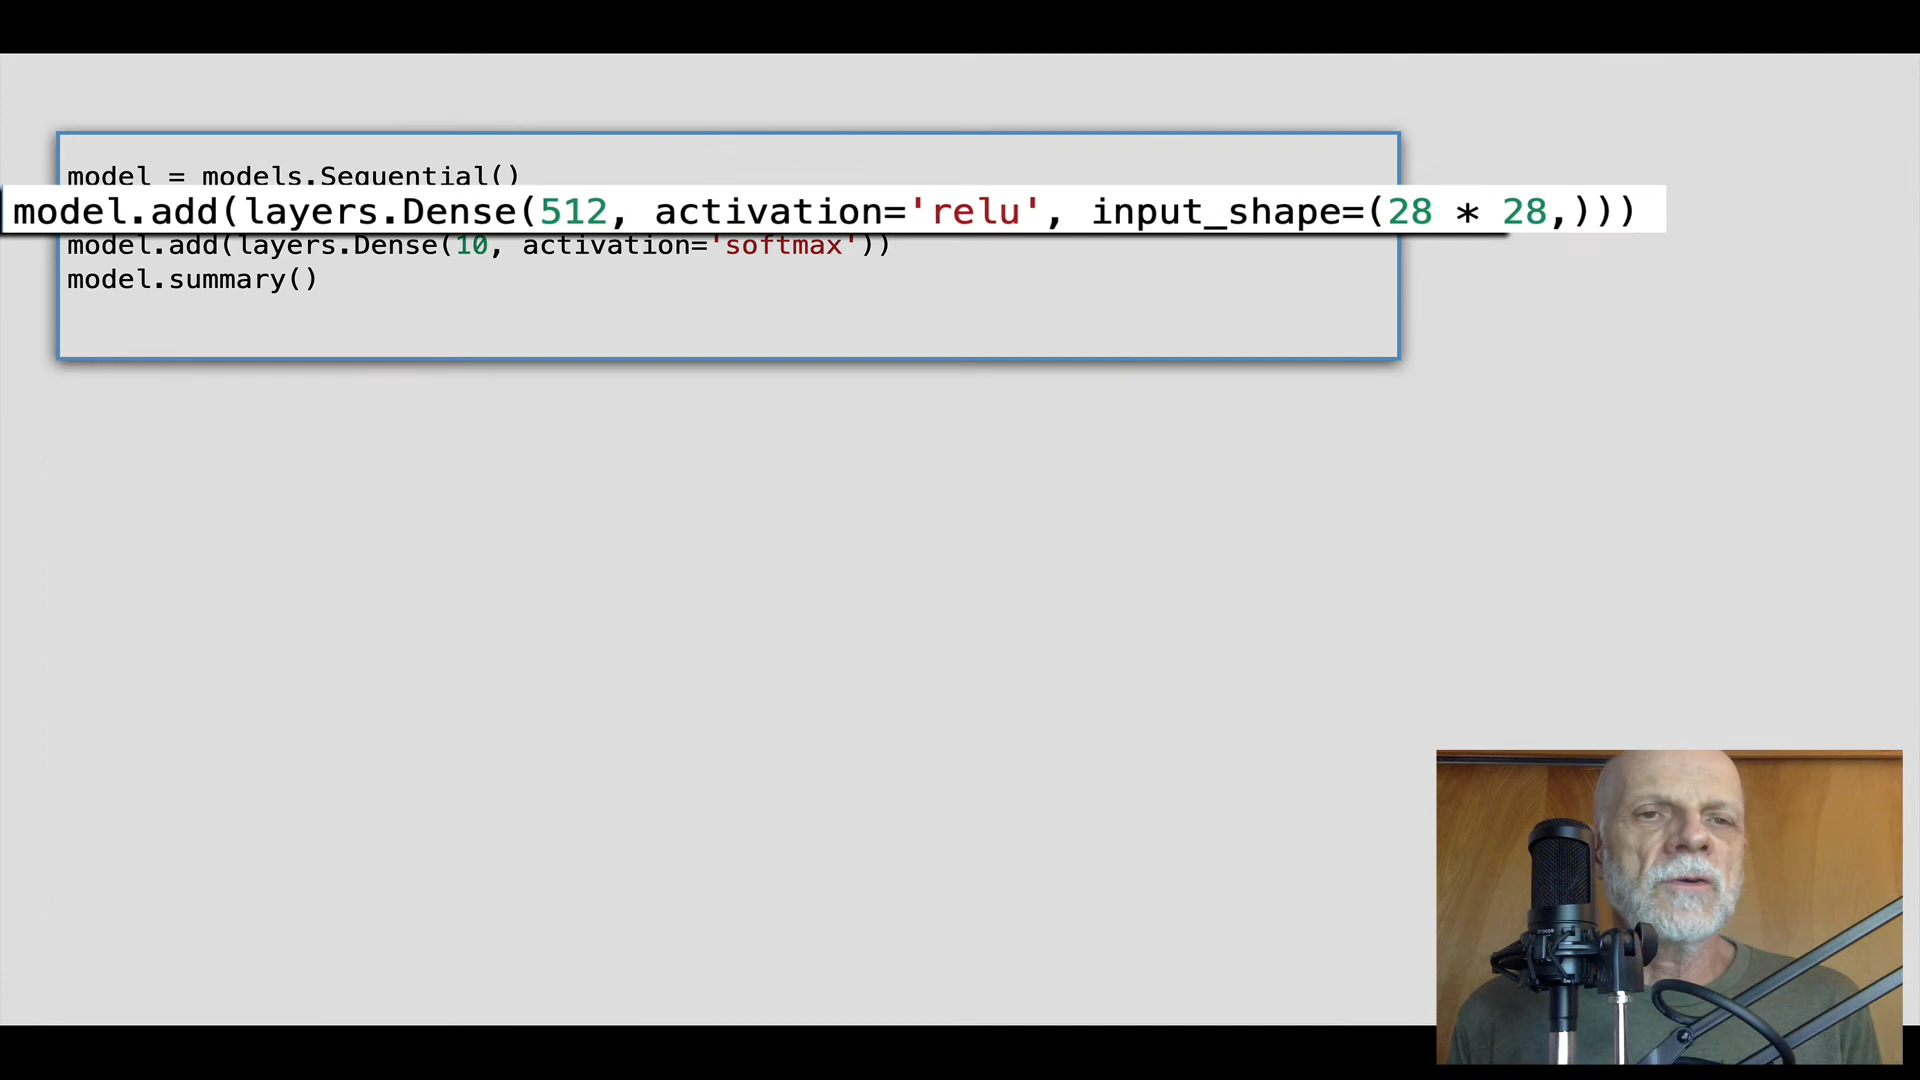 model = models.Sequential()
model.add(layers.Dense(512, activation='relu', input_shape=(28 * 28,)))
model.add(layers.Dense(10, activation='softmax'))
model.summary()